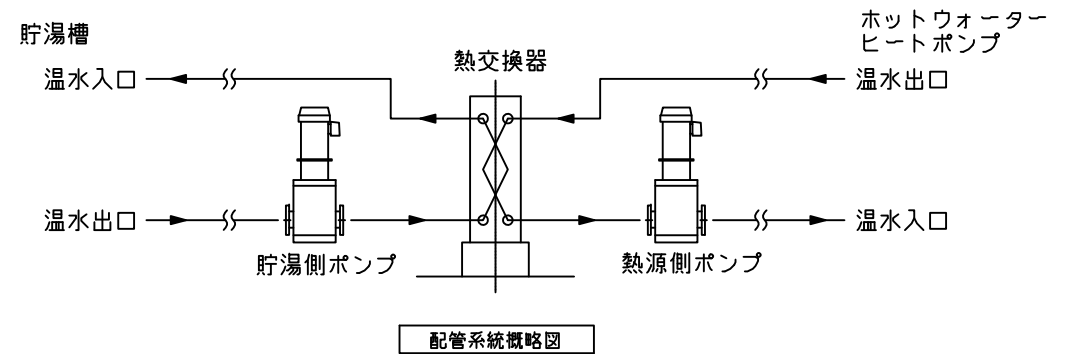 貯湯槽
ホットウォーター
ヒートポンプ
温水入口
熱交換器
温水出口
温水出口
温水入口
貯湯側ポンプ
熱源側ポンプ
配管系統概略図